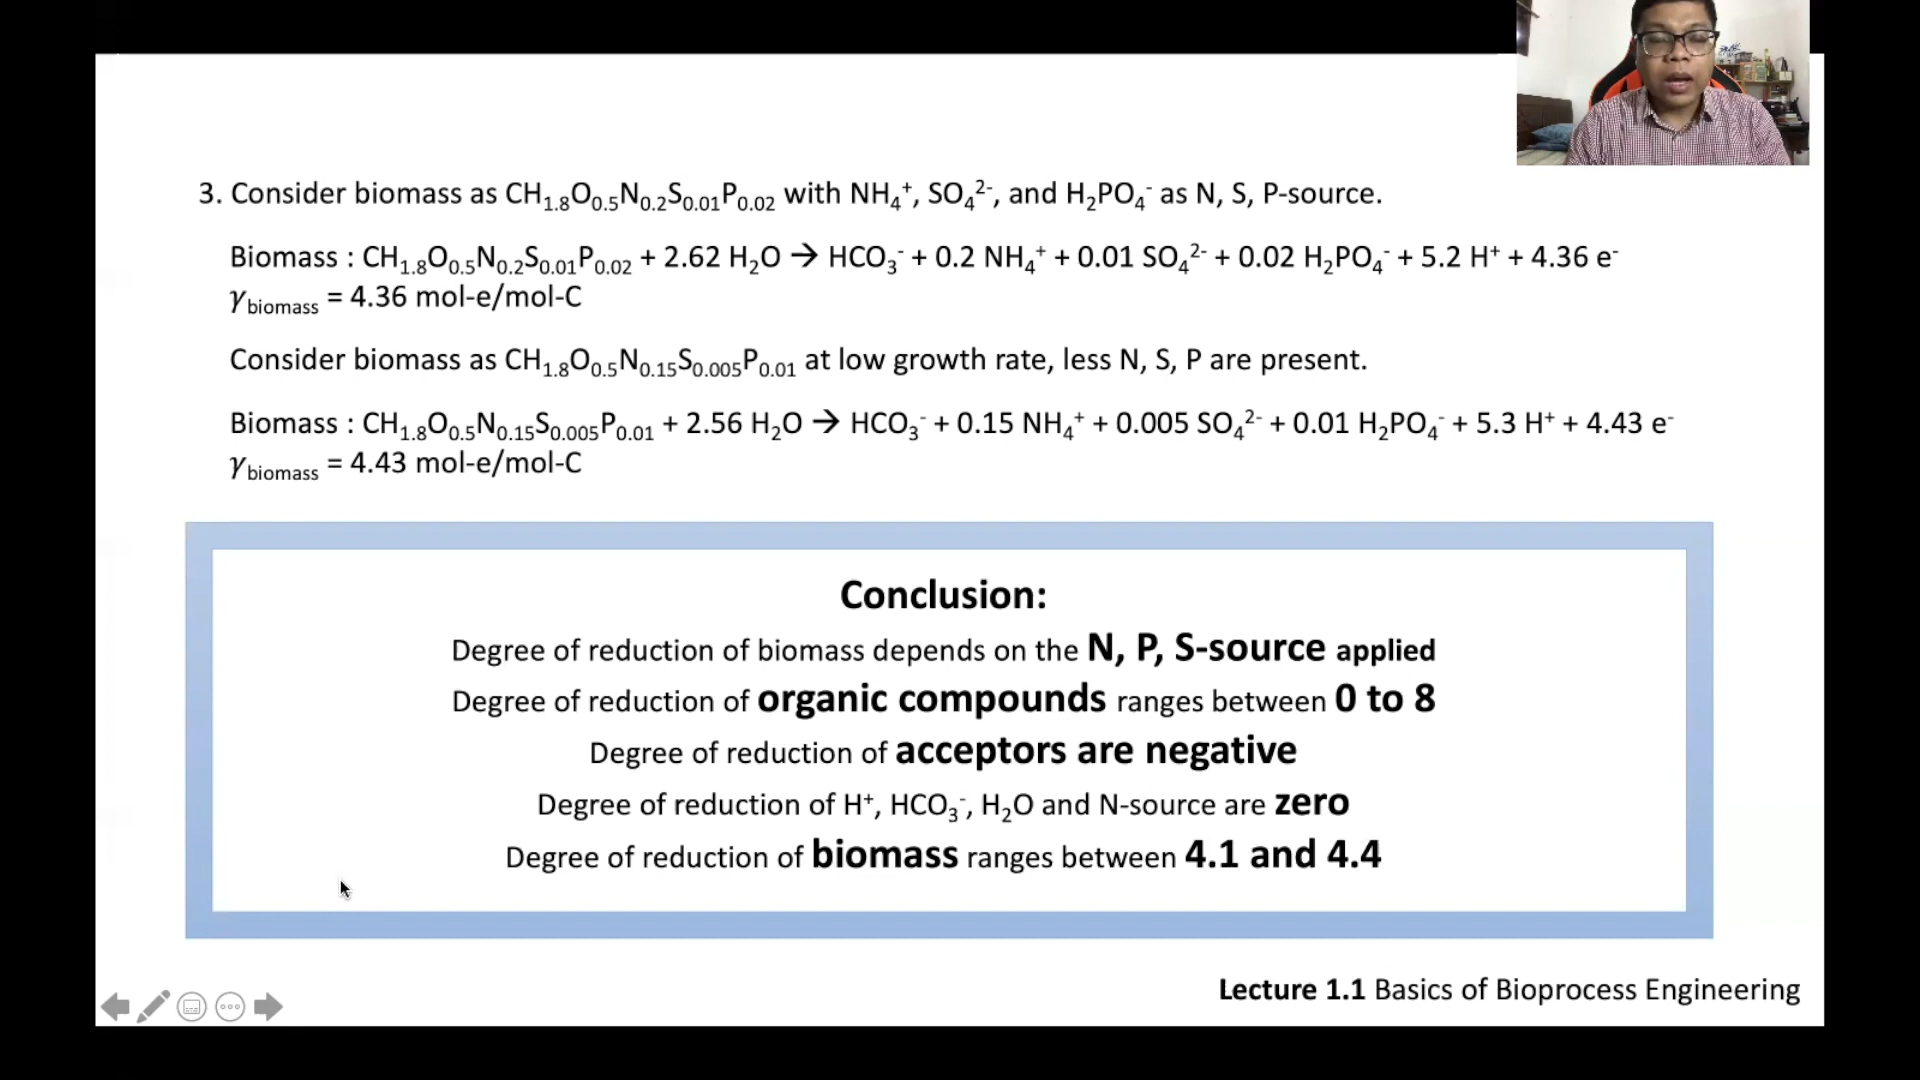 3. Consider biomass as CH₁.₈O₀.₅N₀.₂S₀.₀₁P₀.₀₂ with NH₄⁺, SO₄²⁻, and H₂PO₄⁻ as N, S, P-source.
Biomass : CH₁.₈O₀.₅N₀.₂S₀.₀₁P₀.₀₂ + 2.62 H₂O → HCO₃⁻ + 0.2 NH₄⁺ + 0.01 SO₄²⁻ + 0.02 H₂PO₄⁻ + 5.2 H⁺ + 4.36 e⁻
γ biomass = 4.36 mol-e/mol-C
Consider biomass as CH₁.₈O₀.₅N₀.₁₅S₀.₀₀₅P₀.₀₁ at low growth rate, less N, S, P are present.
Biomass : CH₁.₈O₀.₅N₀.₁₅S₀.₀₀₅P₀.₀₁ + 2.56 H₂O → HCO₃⁻ + 0.15 NH₄⁺ + 0.005 SO₄²⁻ + 0.01 H₂PO₄⁻ + 5.3 H⁺ + 4.43 e⁻
γ biomass = 4.43 mol-e/mol-C
Conclusion:
Degree of reduction of biomass depends on the N, P, S-source applied
Degree of reduction of organic compounds ranges between 0 to 8
Degree of reduction of acceptors are negative
Degree of reduction of H⁺, HCO₃⁻, H₂O and N-source are zero
Degree of reduction of biomass ranges between 4.1 and 4.4
Lecture 1.1 Basics of Bioprocess Engineering